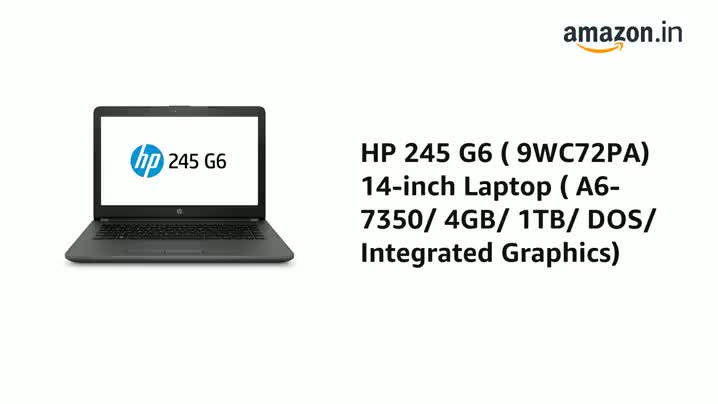 amazon.in
hp 245 G6
HP 245 G6 ( 9WC72PA)
14-inch Laptop ( A6-
7350/ 4GB/ 1TB/ DOS/
Integrated Graphics)